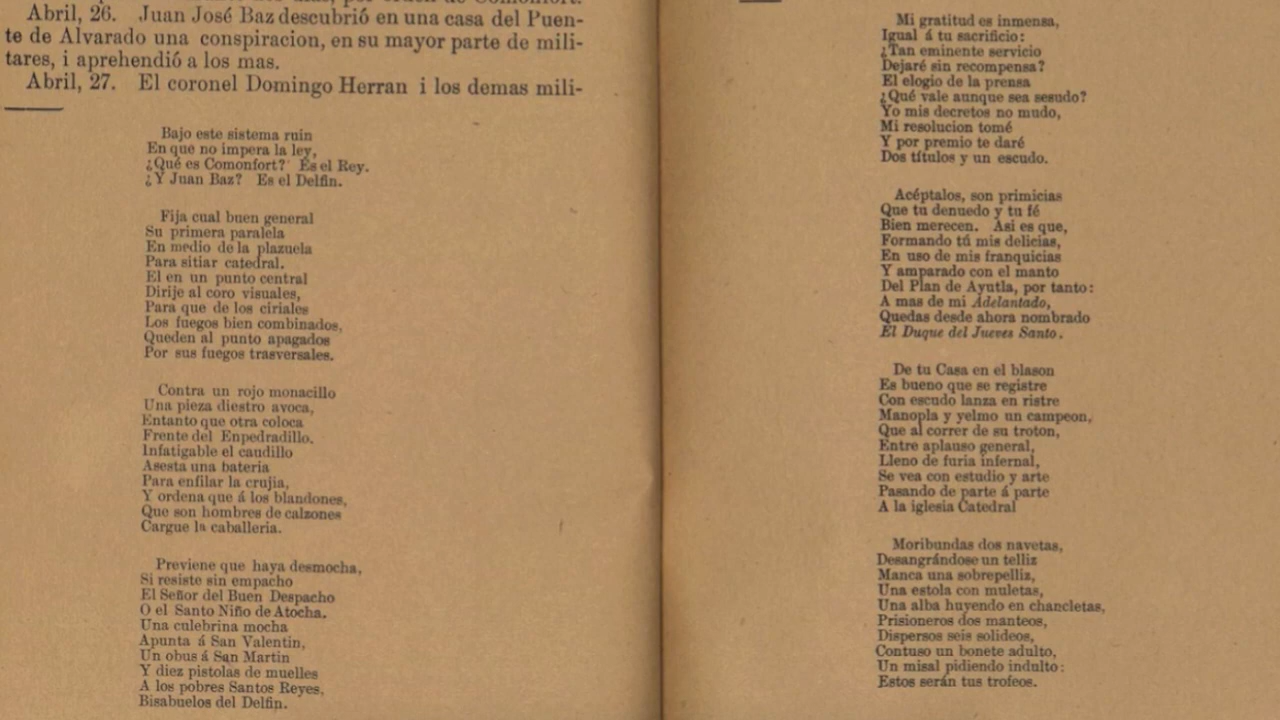 Abril, 26. Juan José Baz descubrió en una casa del Puen-
te de Alvarado una conspiracion, en su mayor parte de mili-
tares, i aprehendió a los mas.
Abril, 27. El coronel Domingo Herran i los demas mili-
Bajo este sistema ruin
En que no impera la ley,
¿Qué es Comonfort? Es el Rey.
¿Y Juan Baz? Es el Delfin.
Fija cual buen general
Su primera paralela
En medio de la plazuela
Para sitiar catedral.
El en un punto central
Dirije al coro visuales,
Para que de los ciriales
Los fuegos bien combinados,
Queden al punto apagados
Por sus fuegos trasversales.
Contra un rojo monacillo
Una pieza diestro avoca,
Entanto que otra coloca
Frente del Enpedradillo.
Infatigable el caudillo
Asesta una bateria
Para enfilar la crujia,
Y ordena que á los blandones,
Que son hombres de calzones
Cargue la caballeria.
Previene que haya desmocha,
Si resiste sin empacho
El Señor del Buen Despacho
O el Santo Niño de Atocha.
Una culebrina mocha
Apunta á San Valentin,
Un obus á San Martin
Y diez pistolas de muelles
A los pobres Santos Reyes,
Bisabuelos del Delfin.
Mi gratitud es inmensa,
Igual á tu sacrificio:
¿Tan eminente servicio
Dejaré sin recompensa?
El elogio de la prensa
¿Qué vale aunque sea sesudo?
Yo mis decretos no mudo,
Mi resolucion tomé
Y por premio te daré
Dos títulos y un escudo.
Acéptalos, son primicias
Que tu denuedo y tu fé
Bien merecen. Asi es que,
Formando tú mis delicias,
En uso de mis franquicias
Y amparado con el manto
Del Plan de Ayutla, por tanto:
A mas de mi Adelantado,
Quedas desde ahora nombrado
El Duque del Jueves Santo.
De tu Casa en el blason
Es bueno que se registre
Con escudo lanza en ristre
Manopla y yelmo un campeon,
Que al correr de su troton,
Entre aplauso general,
Lleno de furia infernal,
Se vea con estudio y arte
Pasando de parte á parte
A la iglesia Catedral
Moribundas dos navetas,
Desangrándose un telliz
Manca una sobrepelliz,
Una estola con muletas,
Una alba huyendo en chancletas,
Prisioneros dos manteos,
Dispersos seis solideos,
Contuso un bonete adulto,
Un misal pidiendo indulto:
Estos serán tus trofeos.